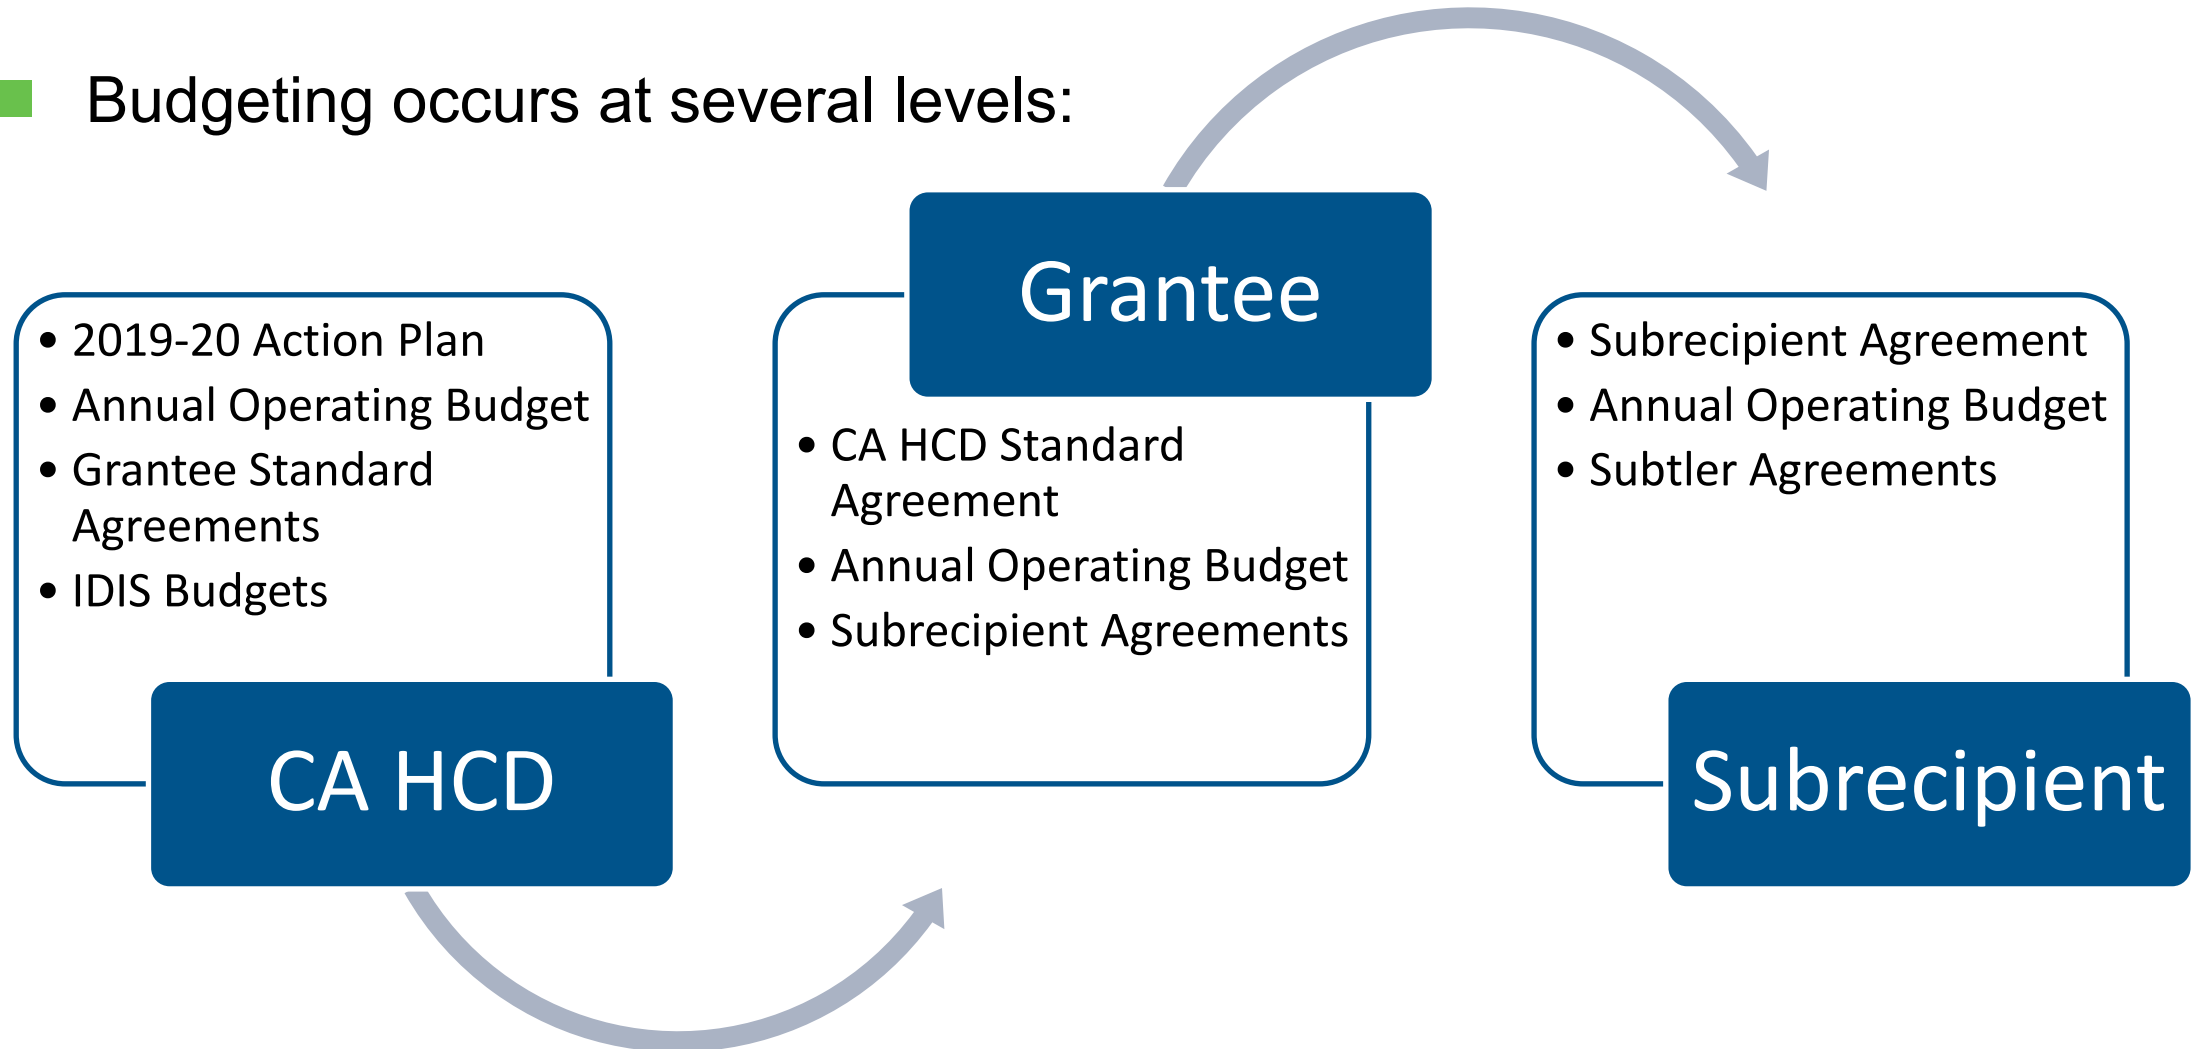 Budgeting occurs at several levels:
• 2019-20 Action Plan
• Annual Operating Budget
• Grantee Standard
Agreements
• IDIS Budgets
CA HCD
Grantee
• CA HCD Standard
Agreement
• Annual Operating Budget
• Subrecipient Agreements
• Subrecipient Agreement
• Annual Operating Budget
• Subtler Agreements
Subrecipient